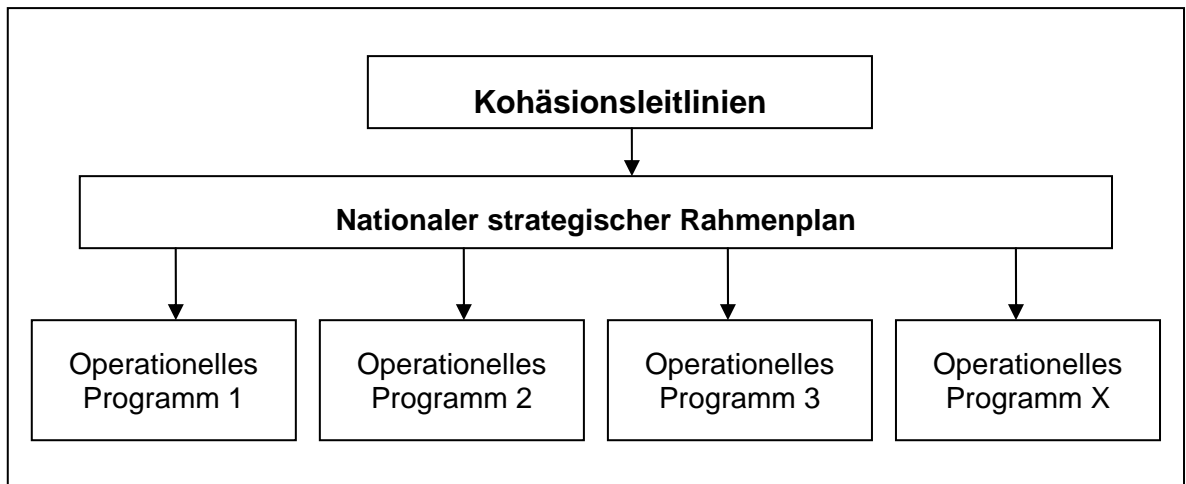 Kohäsionsleitlinien
Nationaler strategischer Rahmenplan
Operationelles
Programm 1
Operationelles
Programm 2
Operationelles
Programm 3
Operationelles
Programm X